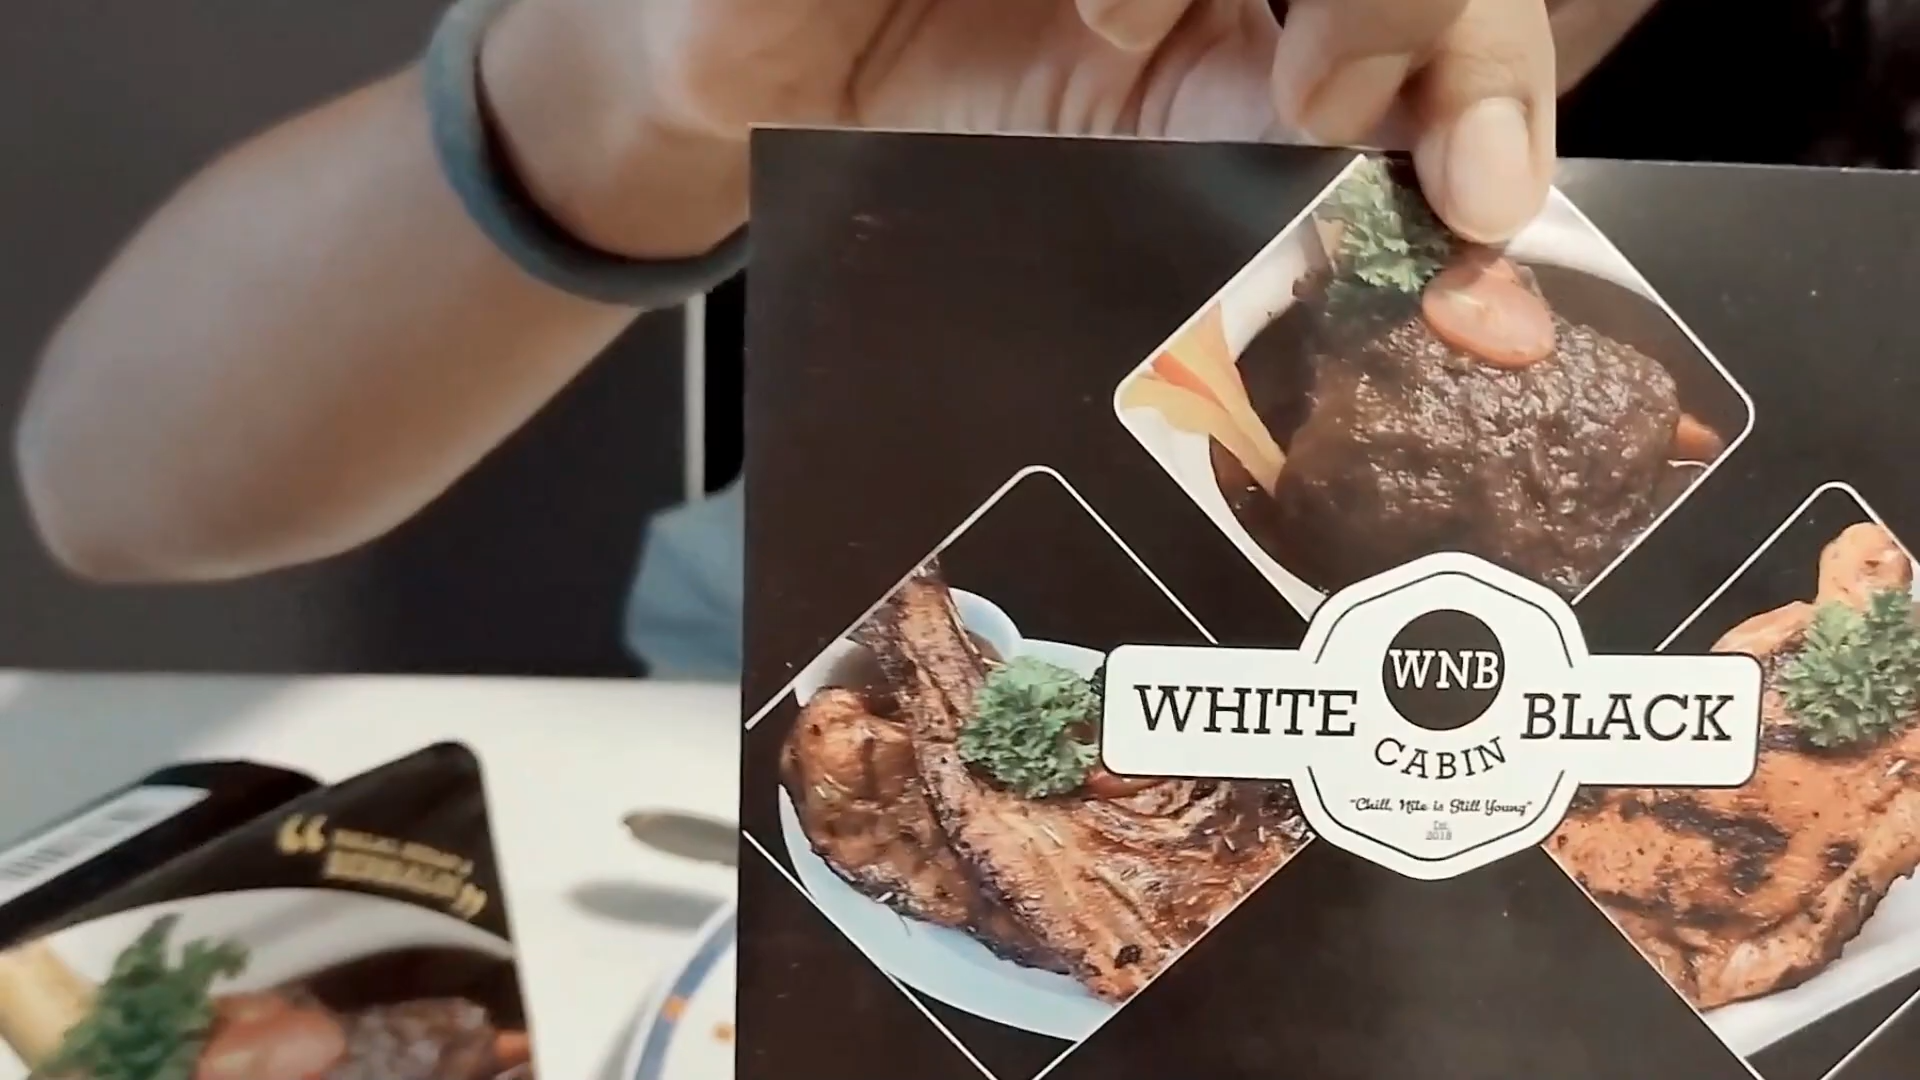 WNB
WHITE BLACK
CABIN
"Chill, Nite is Still Young"
Est.
2018